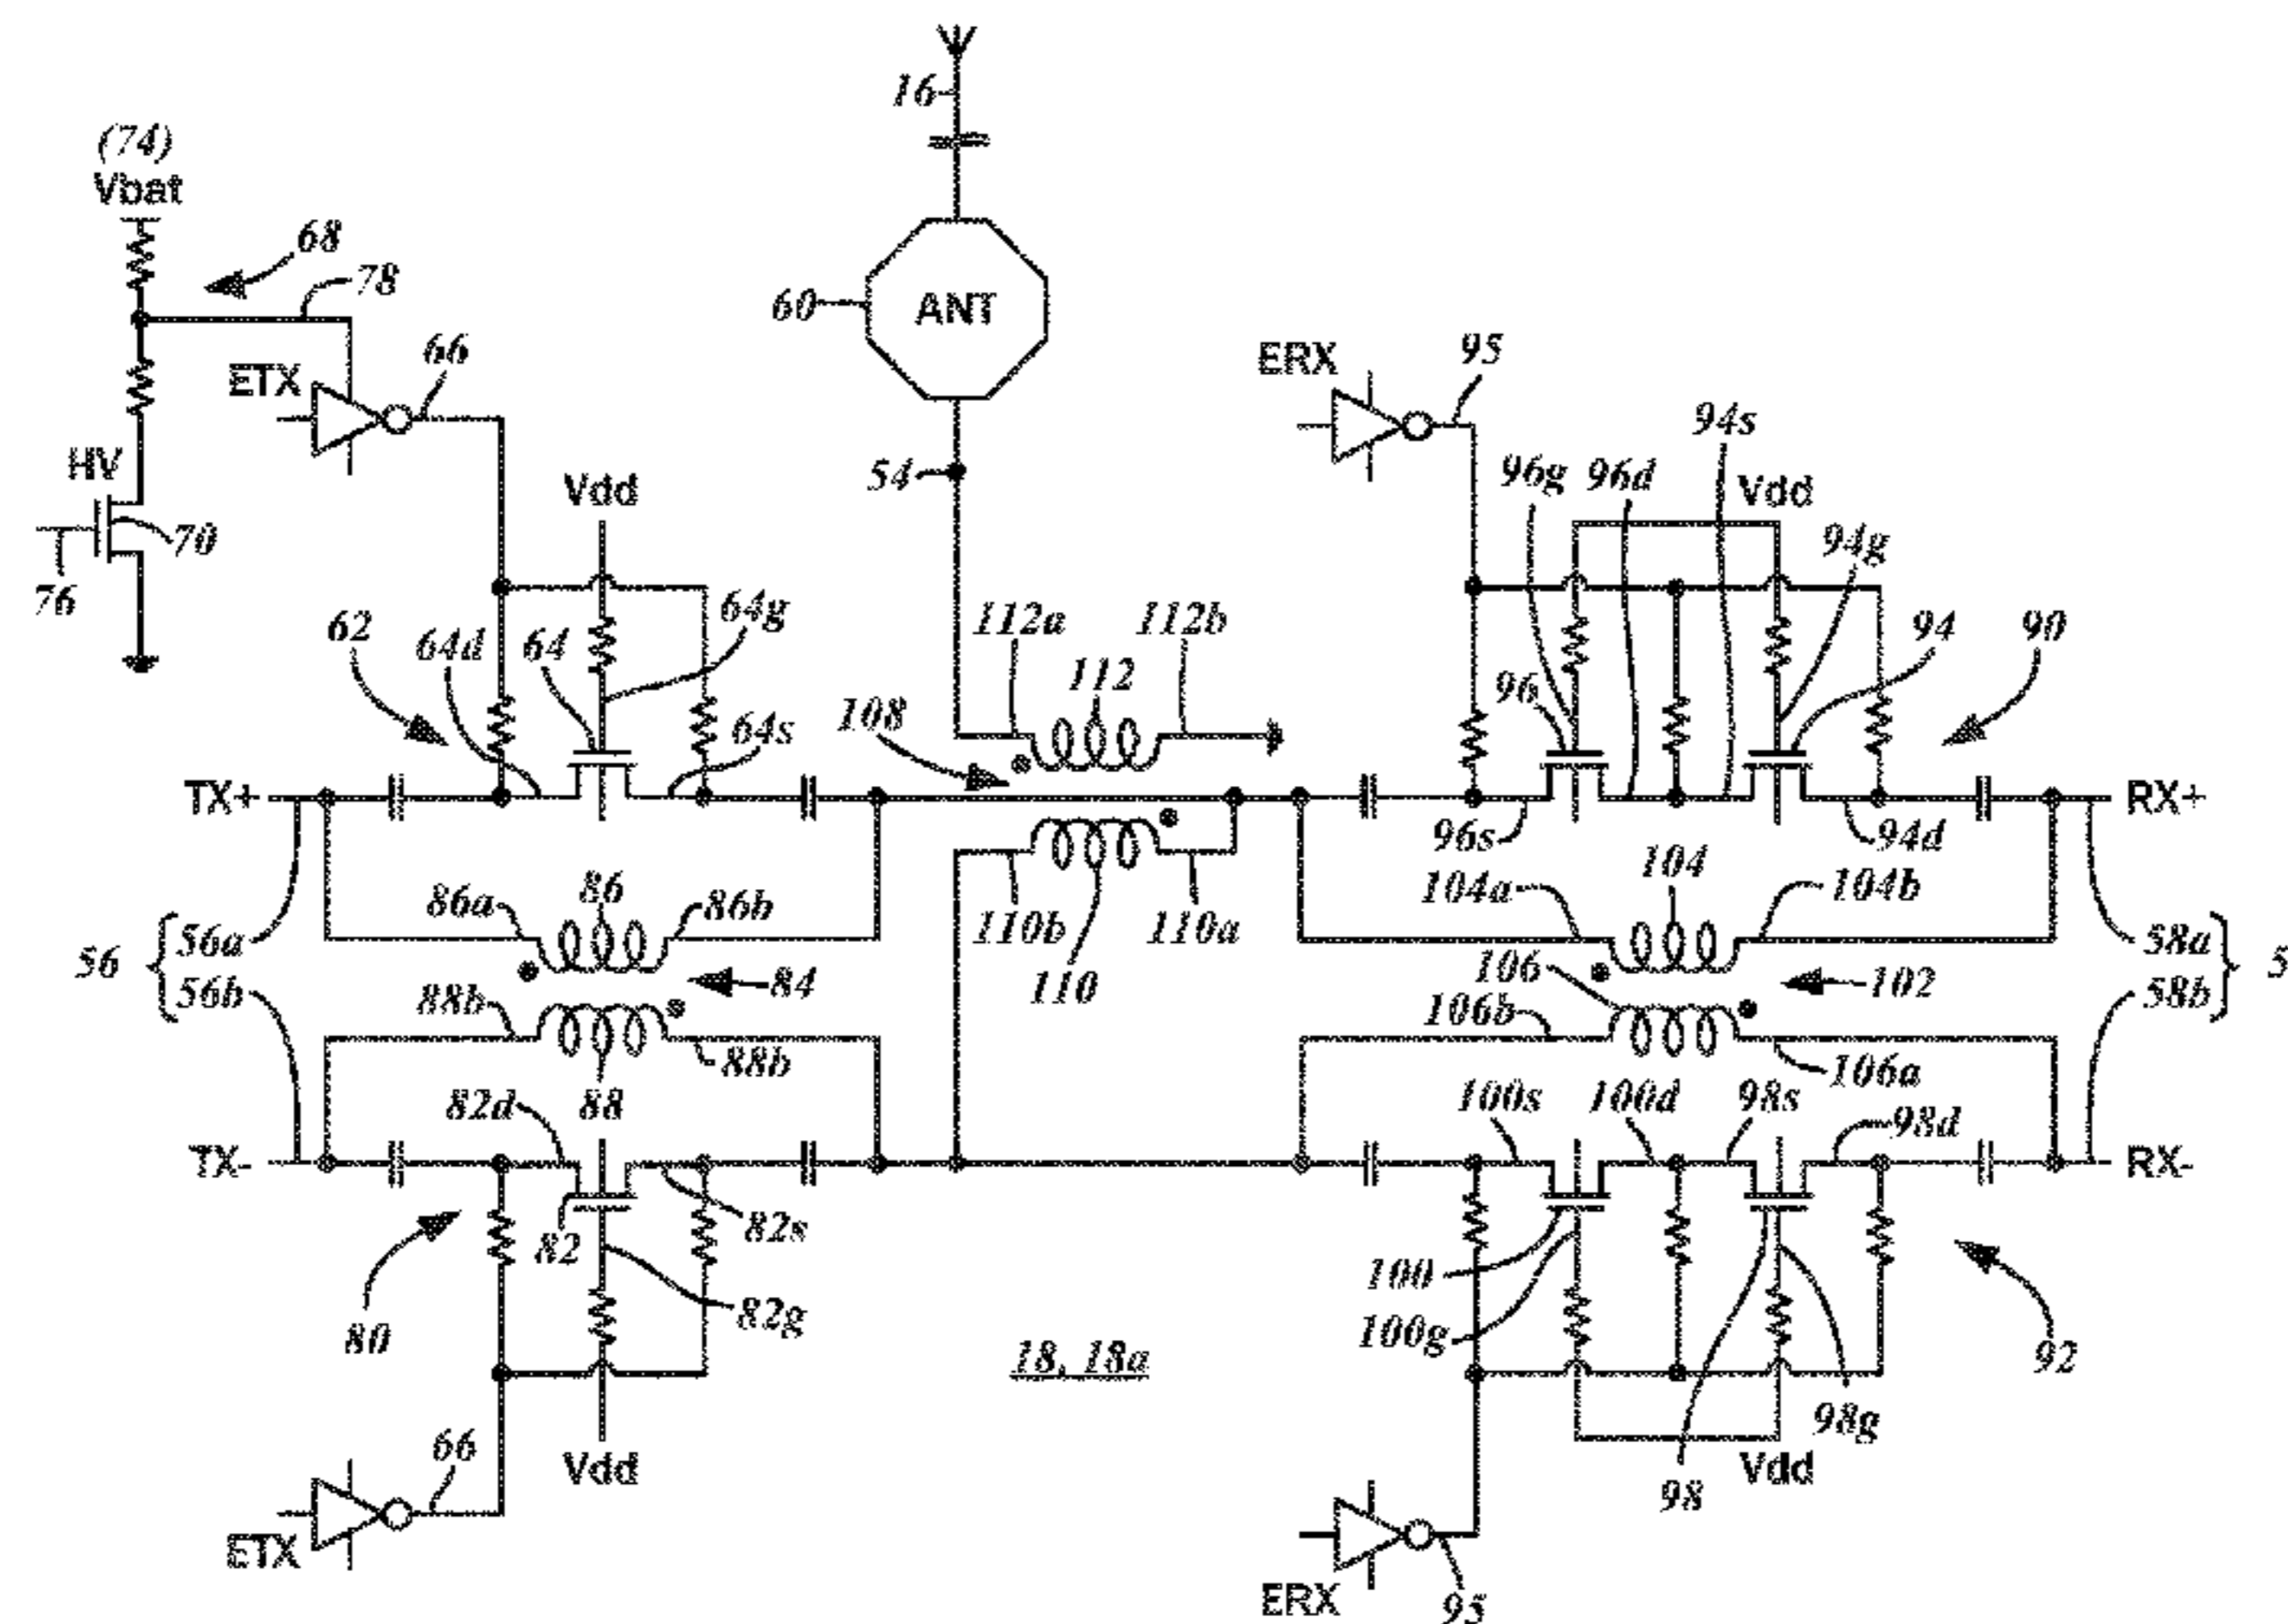 16
(74)
Vbat
68
78
60
ANT
66
ETX
ERX
95
94s
HV
54
96g
96d
Vdd
Vdd
70
94g
76
64g
112a
112b
62
64d
64
112
90
96
94
108
64s
TX+
RX+
96s
94d
86a
86
86b
104a
104
104b
110b
110a
56
56a
58a
5
84
110
106
102
56b
88b
106b
58b
88b
106a
82d
88
100s
100d
98s
98d
TX-
RX-
82
82s
100
80
82g
100g
18, 18a
92
98g
66
Vdd
98
Vdd
ETX
ERX
95